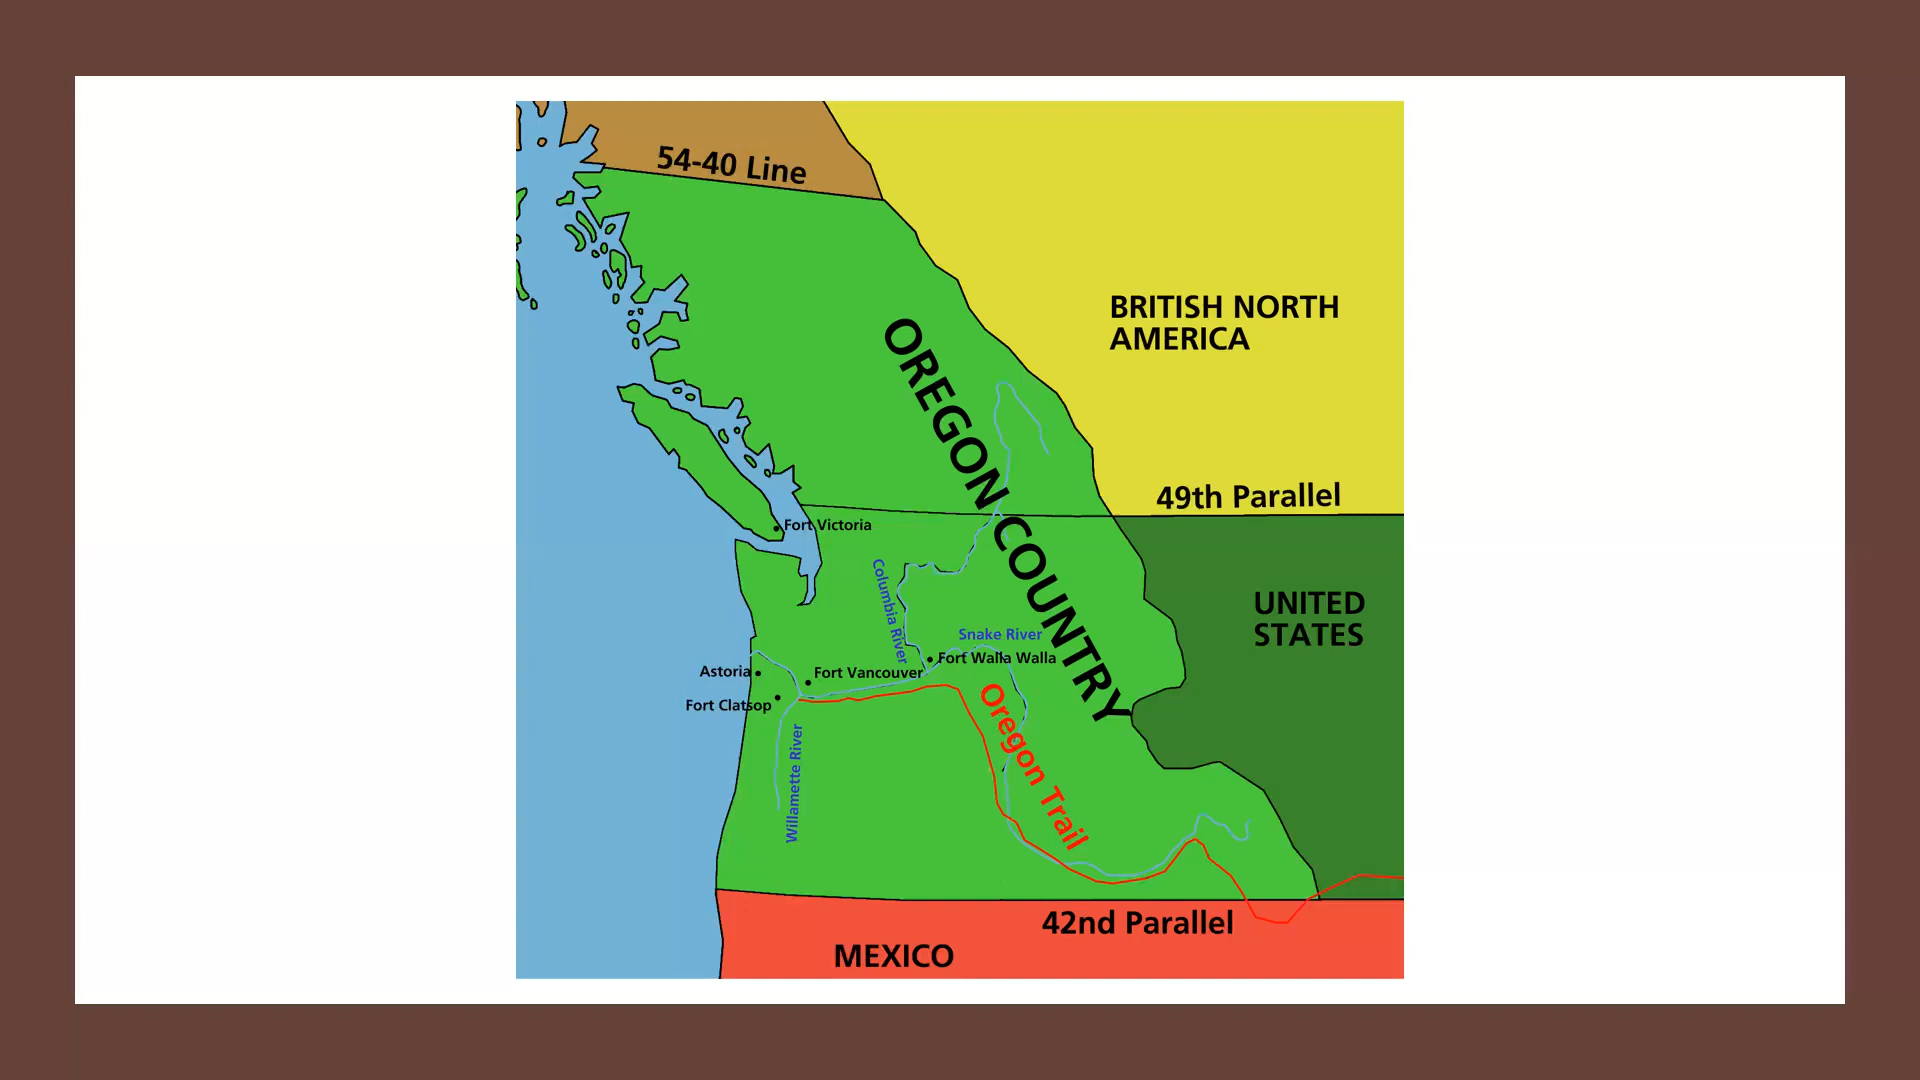 54-40 Line
BRITISH NORTH
AMERICA
OREGON COUNTRY
49th Parallel
Fort Victoria
Columbia River
UNITED
STATES
Snake River
Fort Walla Walla
Astoria
Fort Vancouver
Fort Clatsop
Oregon Trail
Willamette River
42nd Parallel
MEXICO